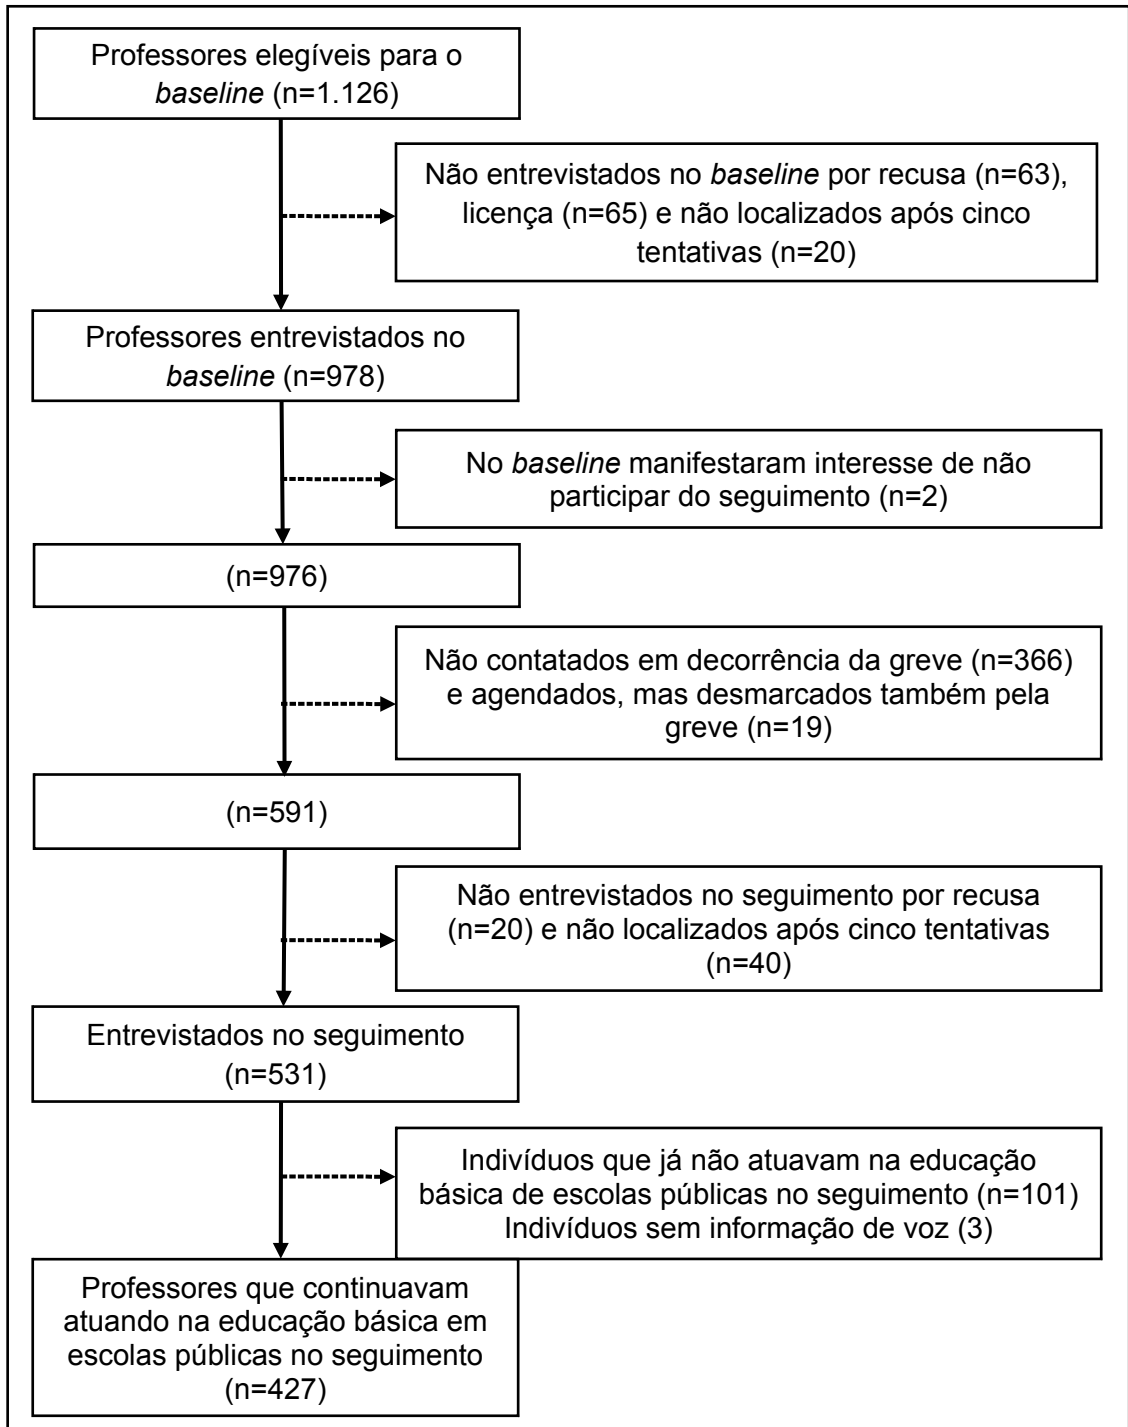 Professores elegíveis para o
baseline (n=1.126)
Não entrevistados no baseline por recusa (n=63),
licença (n=65) e não localizados após cinco
tentativas (n=20)
Professores entrevistados no
baseline (n=978)
No baseline manifestaram interesse de não
participar do seguimento (n=2)
(n=976)
Não contatados em decorrência da greve (n=366)
e agendados, mas desmarcados também pela
greve (n=19)
(n=591)
Não entrevistados no seguimento por recusa
(n=20) e não localizados após cinco tentativas
(n=40)
Entrevistados no seguimento
(n=531)
Indivíduos que já não atuavam na educação
básica de escolas públicas no seguimento (n=101)
Indivíduos sem informação de voz (3)
Professores que continuavam
atuando na educação básica em
escolas públicas no seguimento
(n=427)